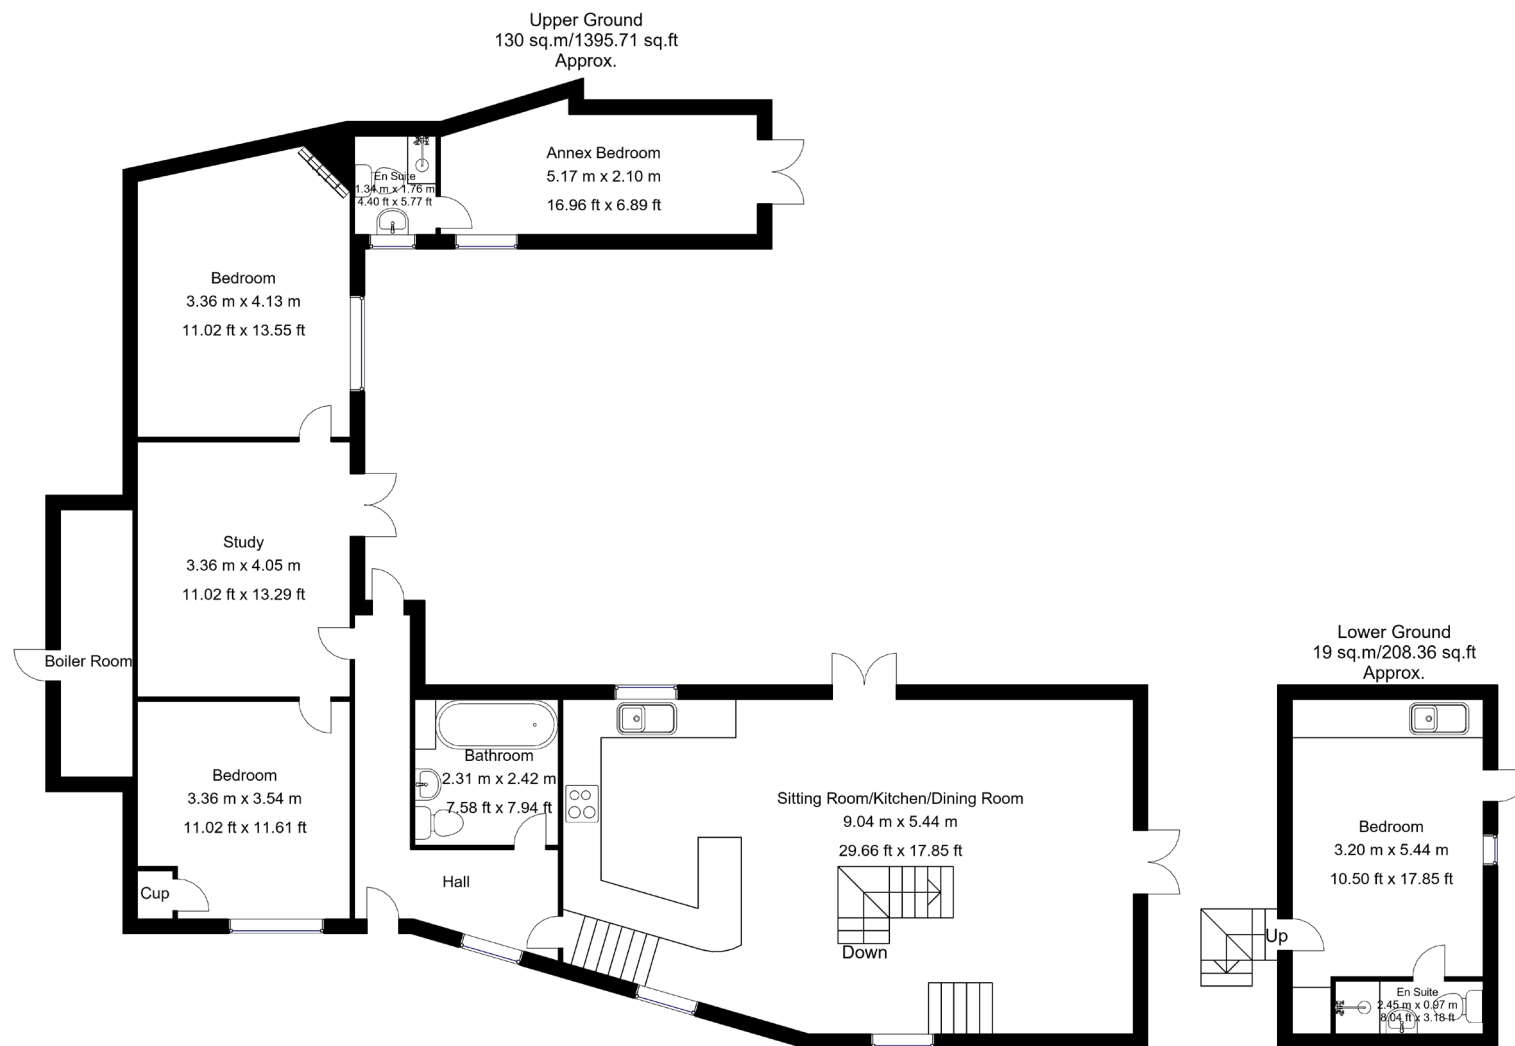 Upper Ground
130 sq.m/1395.71 sq.ft
Approx.
Annex Bedroom
5.17 m x 2.10 m
16.96 ft x 6.89 ft
En Suite
1.34 m x 1.76 m
4.40 ft x 5.77 ft
Bedroom
3.36 m x 4.13 m
11.02 ft x 13.55 ft
Study
3.36 m x 4.05 m
11.02 ft x 13.29 ft
Boiler Room
Bedroom
3.36 m x 3.54 m
11.02 ft x 11.61 ft
Cup
Bathroom
2.31 m x 2.42 m
7.58 ft x 7.94 ft
Hall
Sitting Room/Kitchen/Dining Room
9.04 m x 5.44 m
29.66 ft x 17.85 ft
Down
Lower Ground
19 sq.m/208.36 sq.ft
Approx.
Bedroom
3.20 m x 5.44 m
10.50 ft x 17.85 ft
Up
En Suite
2.45 m x 0.97 m
8.04 ft x 3.18 ft